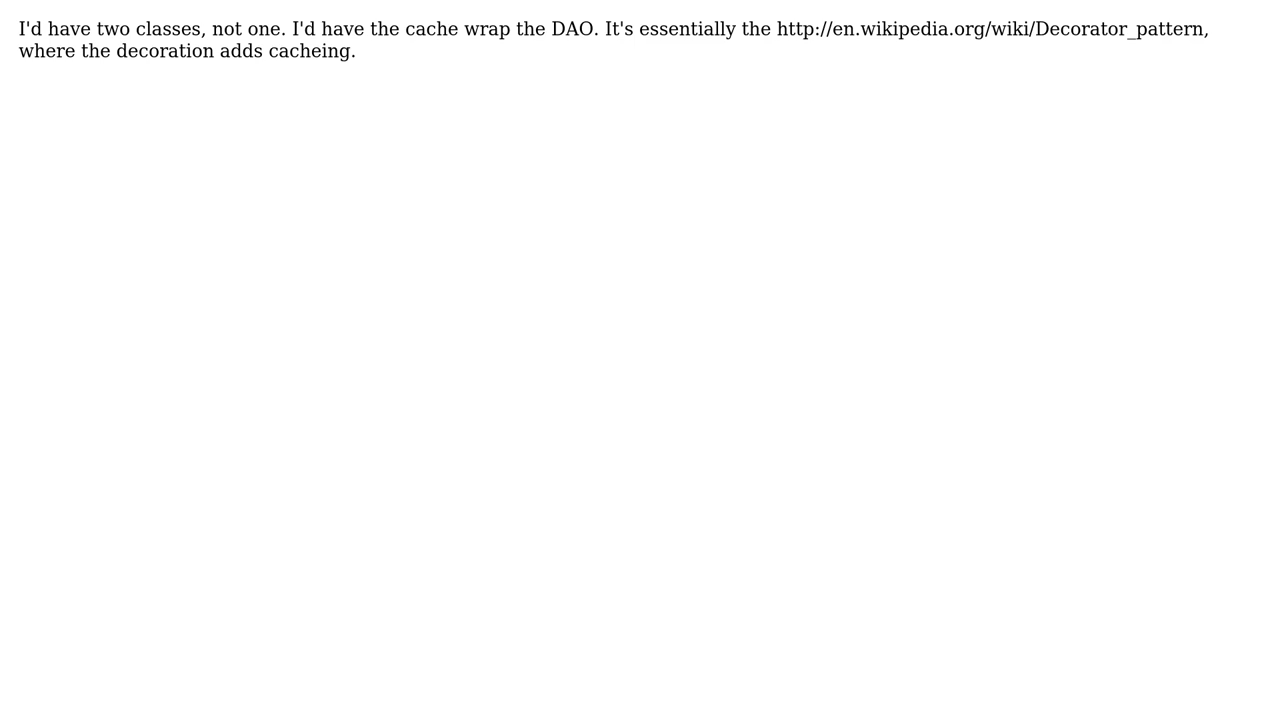 I'd have two classes, not one. I'd have the cache wrap the DAO. It's essentially the http://en.wikipedia.org/wiki/Decorator_pattern,
where the decoration adds cacheing.